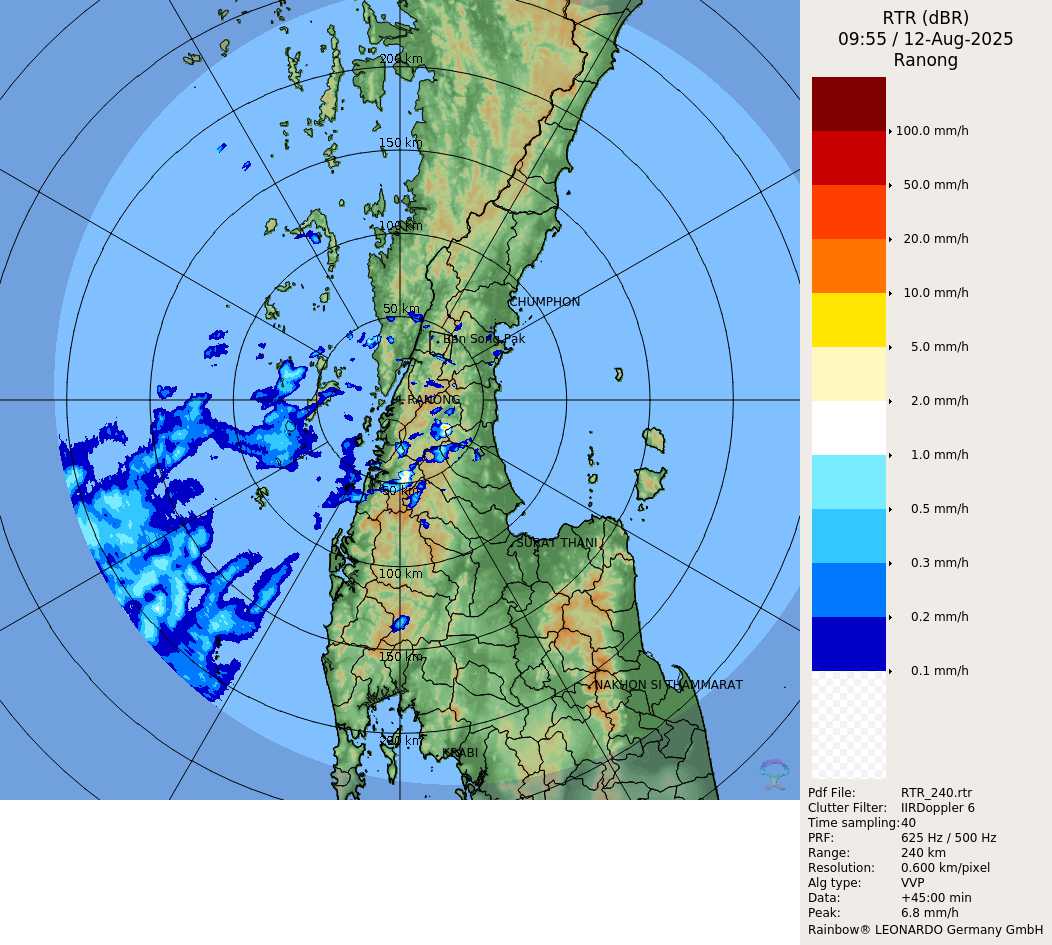 RTR (dBR)
09:55 / 12-Aug-2025
Ranong
100.0 mm/h
50.0 mm/h
20.0 mm/h
10.0 mm/h
5.0 mm/h
2.0 mm/h
1.0 mm/h
0.5 mm/h
0.3 mm/h
0.2 mm/h
0.1 mm/h
Pdf File: RTR_240.rtr
Clutter Filter: IIRDoppler 6
Time sampling: 40
PRF: 625 Hz / 500 Hz
Range: 240 km
Resolution: 0.600 km/pixel
Alg type: VVP
Data: +45:00 min
Peak: 6.8 mm/h
Rainbow® LEONARDO Germany GmbH
200 km
150 km
100 km
50 km
CHUMPHON
Ban Song Pak
RANONG
50 km
SURAT THANI
100 km
150 km
NAKHON SI THAMMARAT
200 km
KRABI